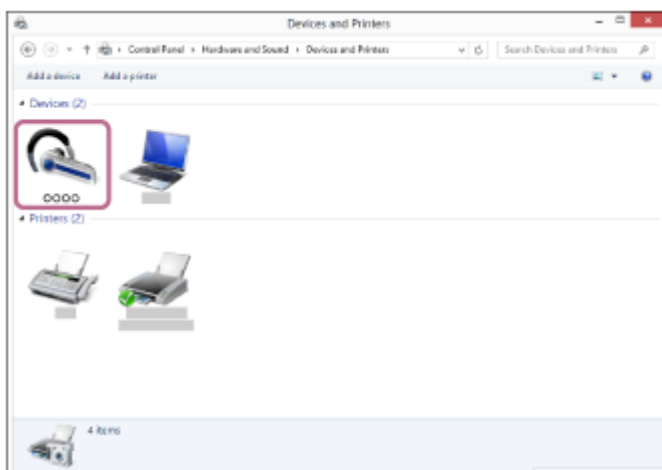 Devices and Printers
Control Panel › Hardware and Sound › Devices and Printers
Search Devices and Printers
Add a device Add a printer
Devices (2)
OOOO
Printers (2)
4 items